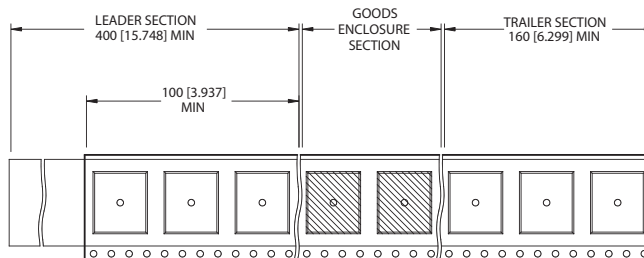 LEADER SECTION
400 [15.748] MIN
GOODS
ENCLOSURE
SECTION
TRAILER SECTION
160 [6.299] MIN
100 [3.937]
MIN